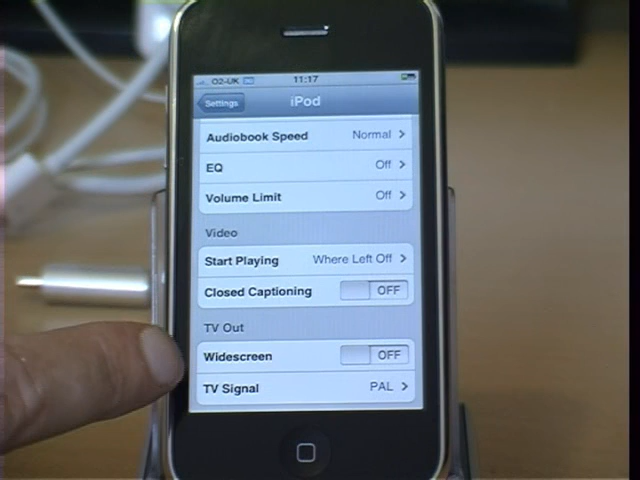 O2-UK 11:17
Settings iPod
Audiobook Speed Normal
EQ Off
Volume Limit Off
Video
Start Playing Where Left Off
Closed Captioning OFF
TV Out
Widescreen OFF
TV Signal PAL